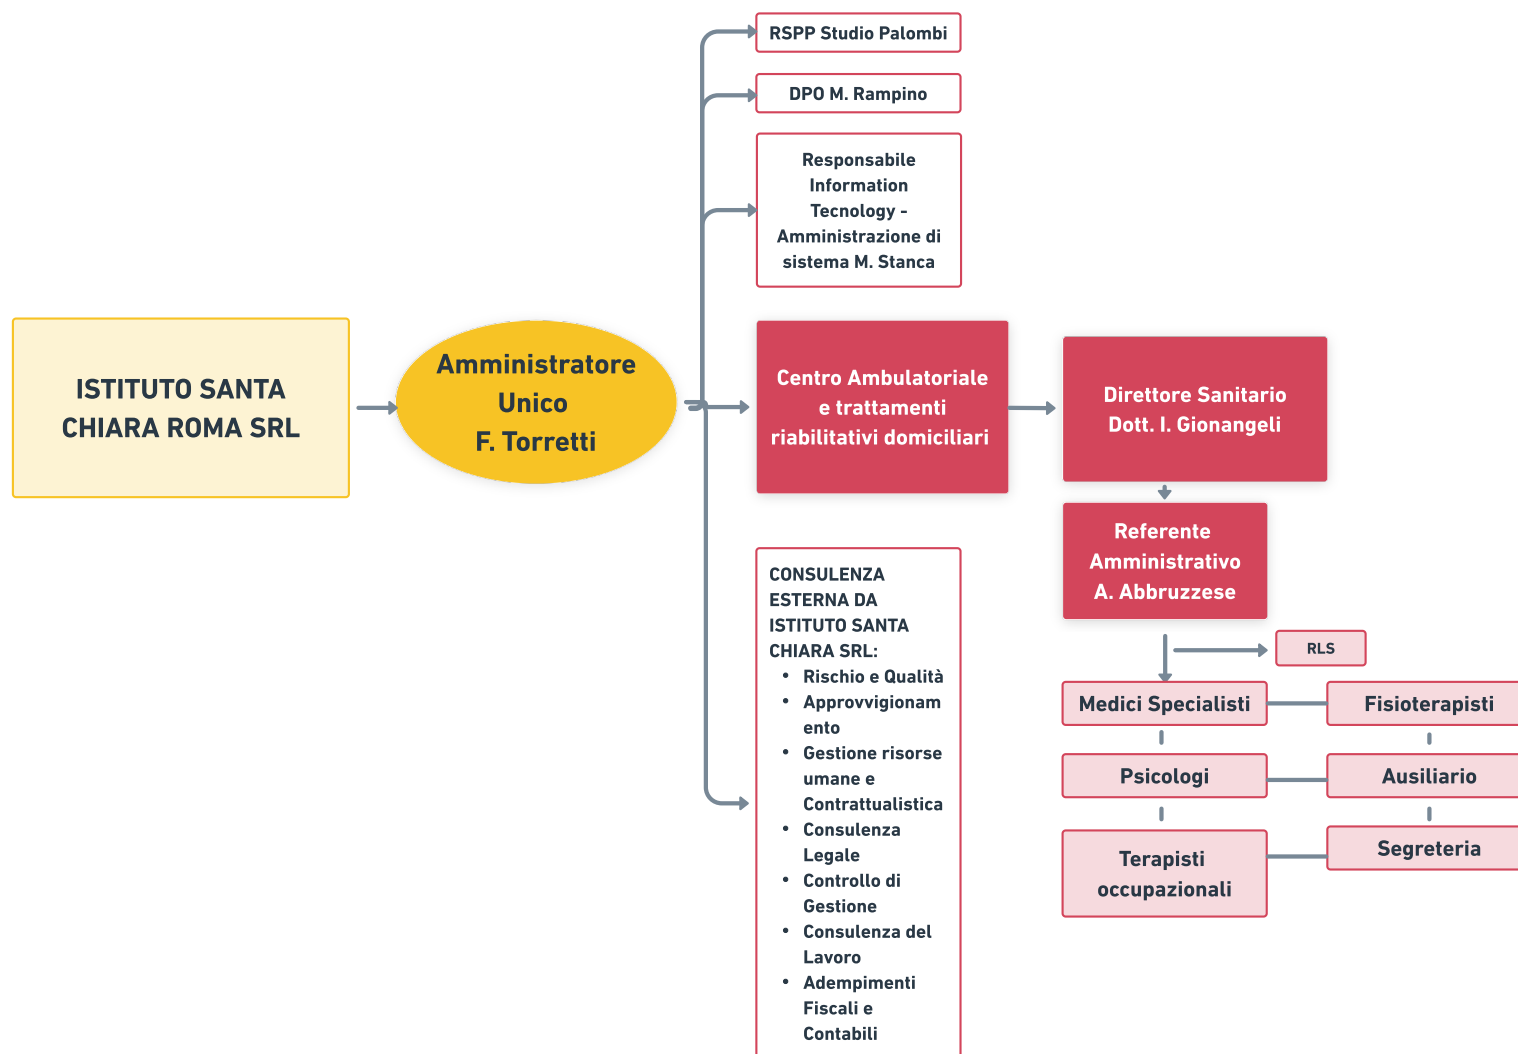 RSPP Studio Palombi
DPO M. Rampino
Responsabile
Information
Tecnology -
Amministrazione di
sistema M. Stanca
ISTITUTO SANTA
CHIARA ROMA SRL
Amministratore
Unico
F. Torretti
Centro Ambulatoriale
e trattamenti
riabilitativi domiciliari
Direttore Sanitario
Dott. I. Gionangeli
Referente
Amministrativo
A. Abbruzzese
RLS
Medici Specialisti
Fisioterapisti
Psicologi
Ausiliario
Terapisti
occupazionali
Segreteria
CONSULENZA
ESTERNA DA
ISTITUTO SANTA
CHIARA SRL:
• Rischio e Qualità
• Approvvigionam
ento
• Gestione risorse
umane e
Contrattualistica
• Consulenza
Legale
• Controllo di
Gestione
• Consulenza del
Lavoro
• Adempimenti
Fiscali e
Contabili